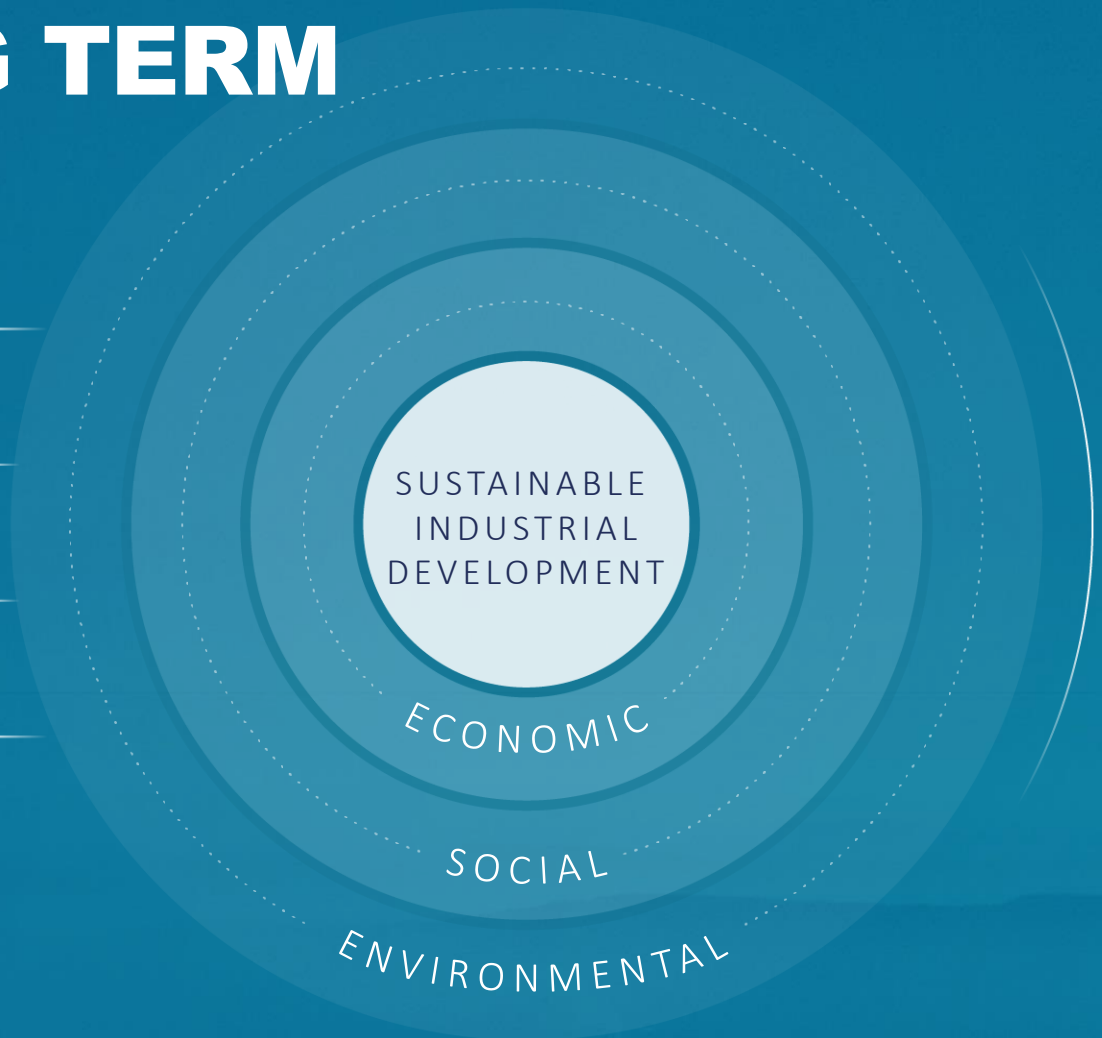 G TERM
SUSTAINABLE
INDUSTRIAL
DEVELOPMENT
ECONOMIC
SOCIAL
ENVIRONMENTAL